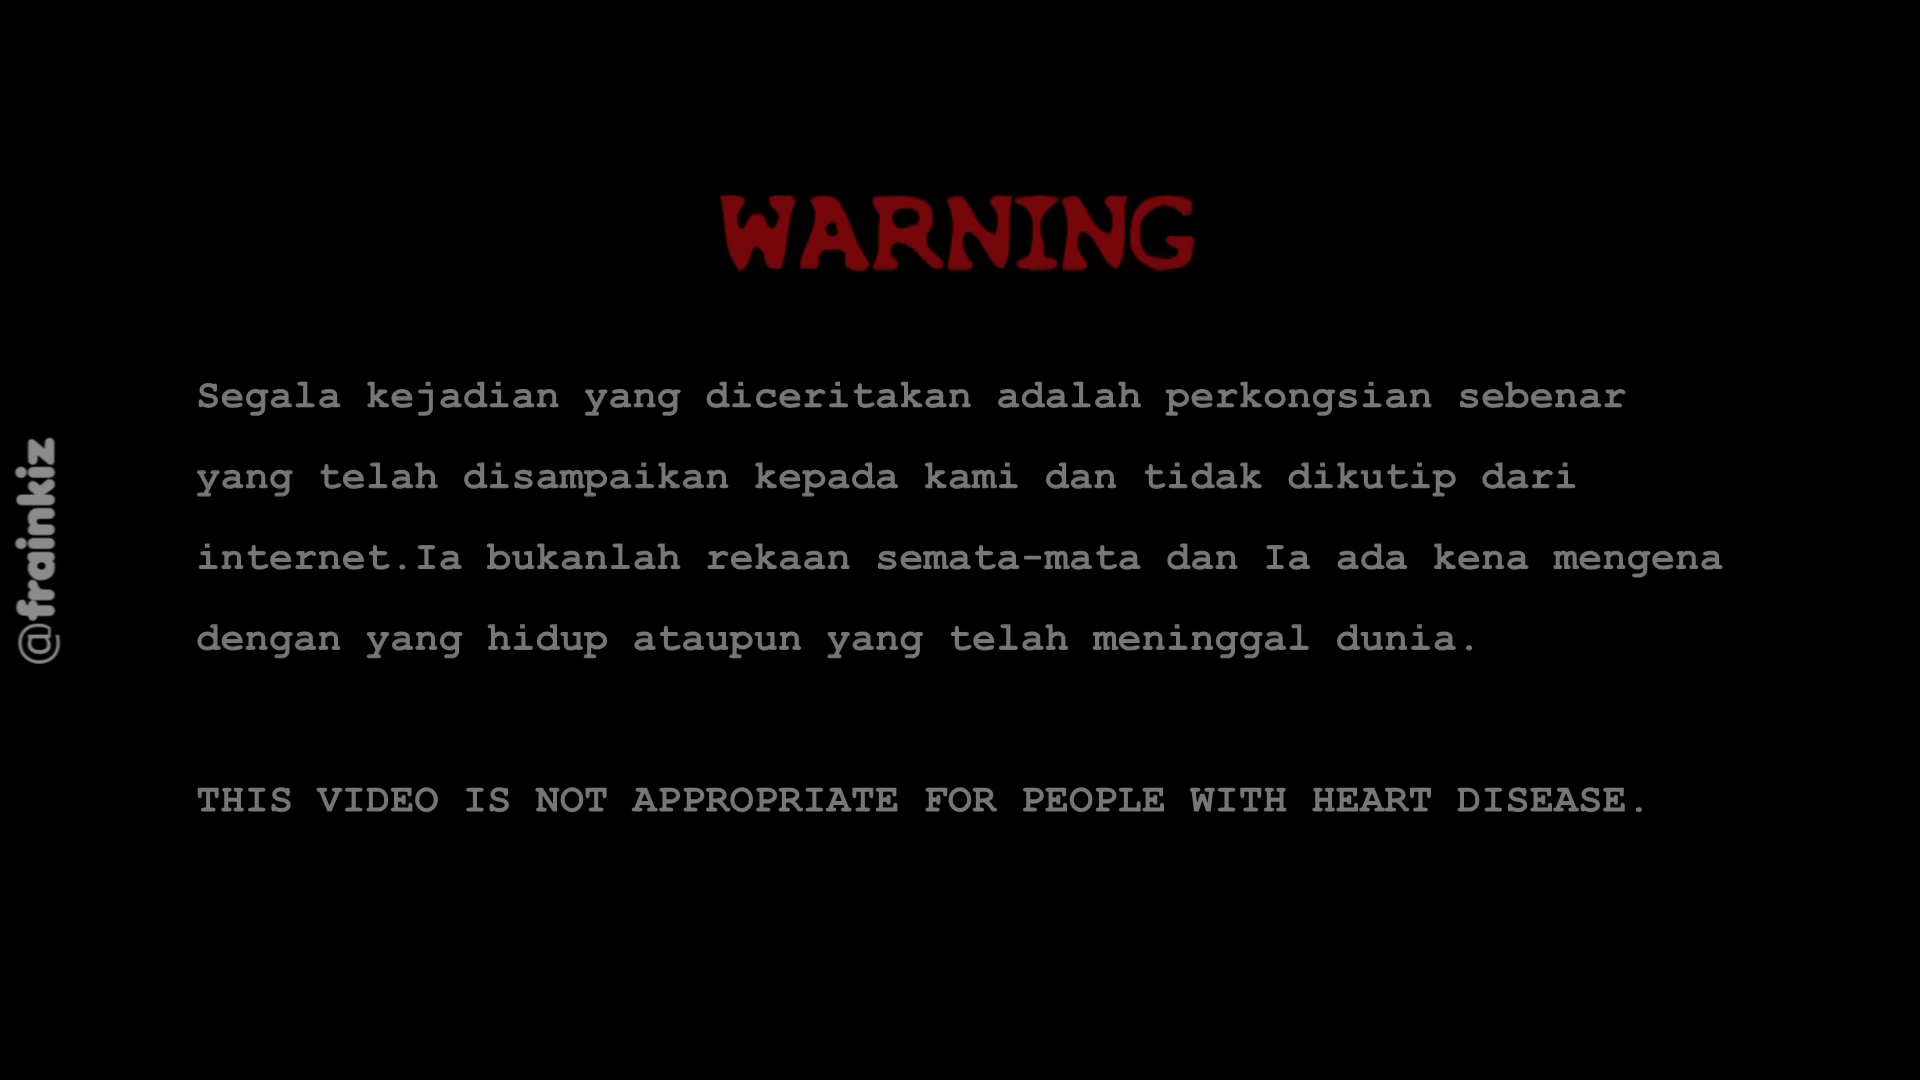 WARNING
Segala kejadian yang diceritakan adalah perkongsian sebenar
yang telah disampaikan kepada kami dan tidak dikutip dari
internet.Ia bukanlah rekaan semata-mata dan Ia ada kena mengena
dengan yang hidup ataupun yang telah meninggal dunia.
THIS VIDEO IS NOT APPROPRIATE FOR PEOPLE WITH HEART DISEASE.
@frainkiz